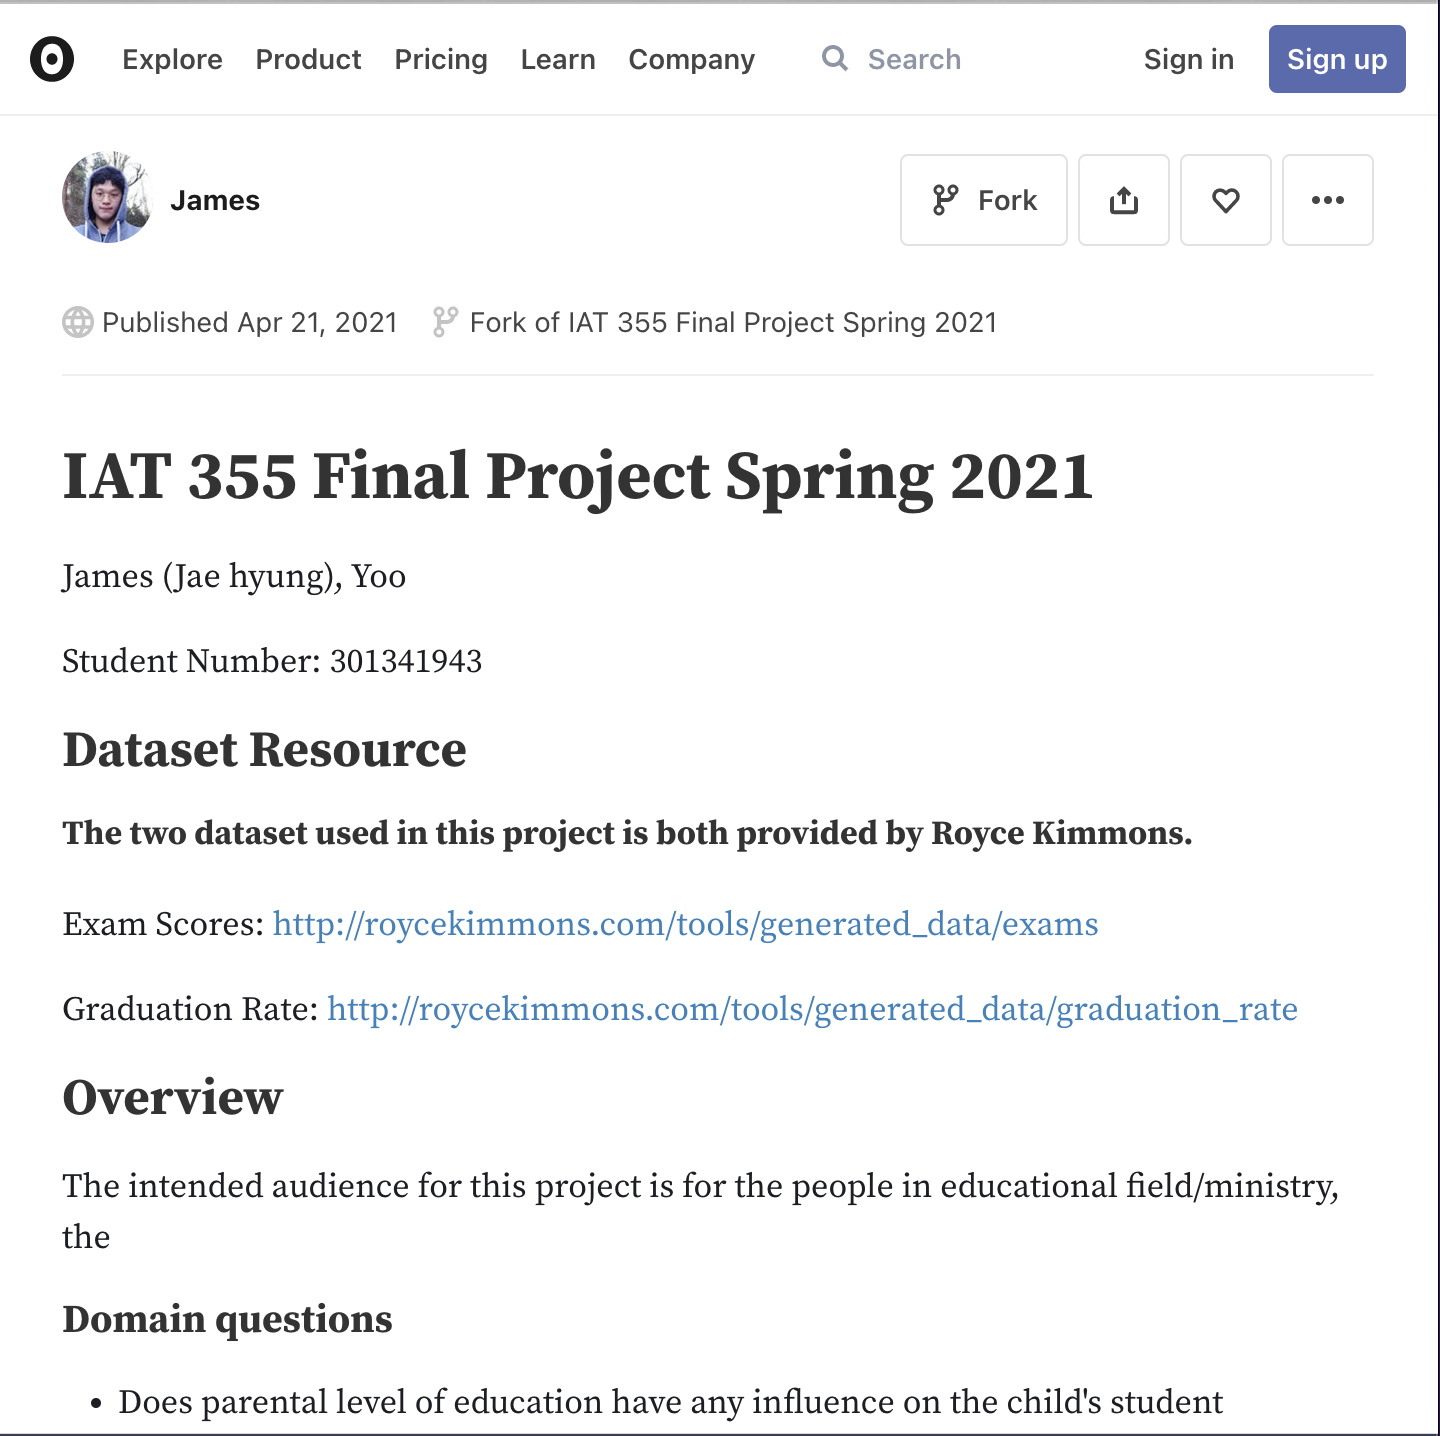 Explore Product Pricing Learn Company Search Sign in Sign up
James Fork
Published Apr 21, 2021 Fork of IAT 355 Final Project Spring 2021
IAT 355 Final Project Spring 2021
James (Jae hyung), Yoo
Student Number: 301341943
Dataset Resource
The two dataset used in this project is both provided by Royce Kimmons.
Exam Scores: http://roycekimmons.com/tools/generated_data/exams
Graduation Rate: http://roycekimmons.com/tools/generated_data/graduation_rate
Overview
The intended audience for this project is for the people in educational field/ministry,
the
Domain questions
• Does parental level of education have any influence on the child's student